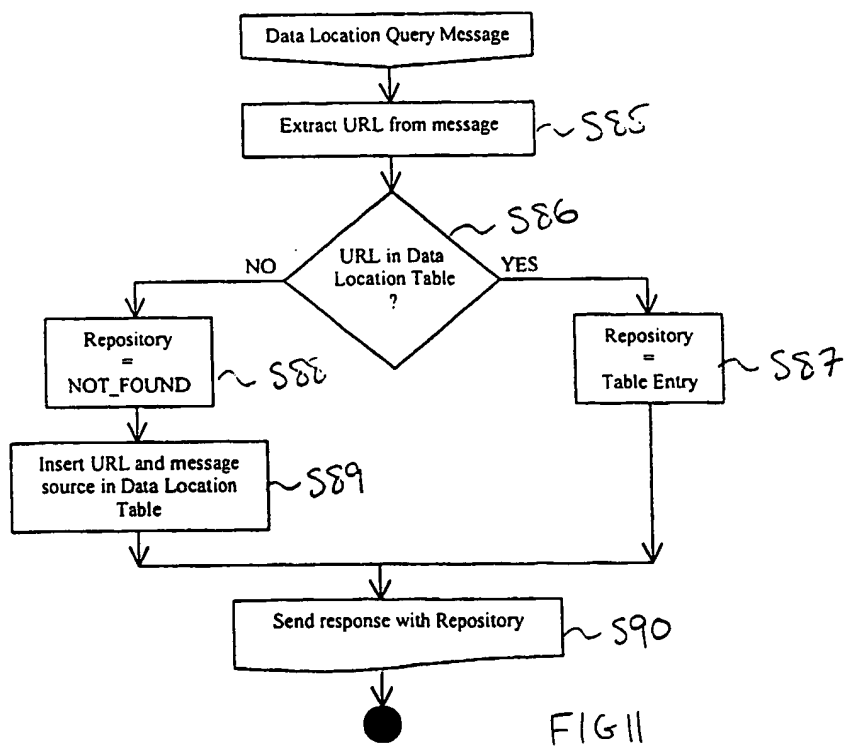 Data Location Query Message
Extract URL from message
S85
S86
URL in Data
Location Table
?
NO
YES
Repository
=
NOT_FOUND
S88
Repository
=
Table Entry
S87
Insert URL and message
source in Data Location
Table
S89
Send response with Repository
S90
FIG11